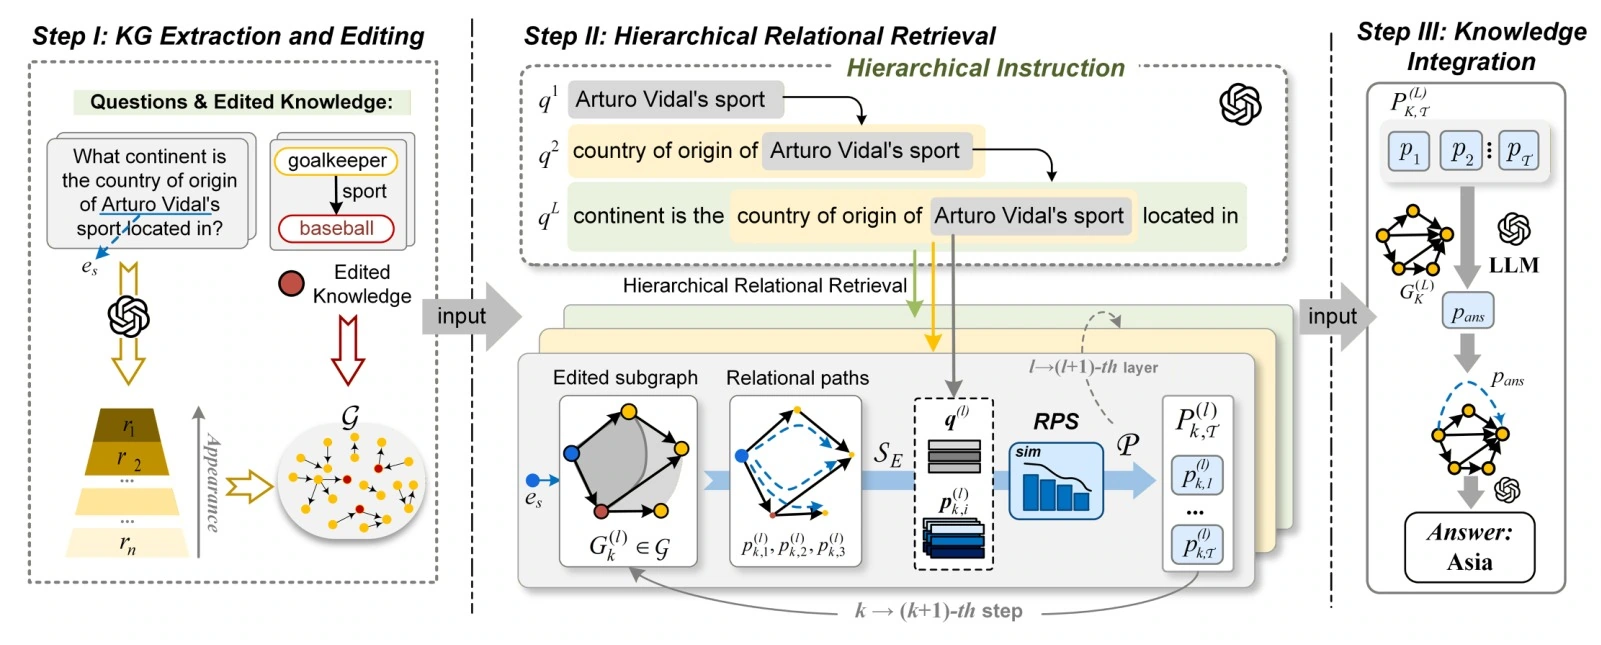 Step I: KG Extraction and Editing
Questions & Edited Knowledge:
What continent is
the country of origin
of Arturo Vidal's
sport located in?
e_s
goalkeeper
sport
baseball
Edited
Knowledge
r_1
r_2
...
...
r_n
Appearance
𝒢
input
Step II: Hierarchical Relational Retrieval
Hierarchical Instruction
q^1 Arturo Vidal's sport
q^2 country of origin of Arturo Vidal's sport
q^L continent is the country of origin of Arturo Vidal's sport located in
Hierarchical Relational Retrieval
l→(l+1)-th layer
Edited subgraph
e_s
G_k^(l) ∈ 𝒢
Relational paths
p_k,1^(l), p_k,2^(l), p_k,3^(l)
S_E
q^(l)
p_k,i^(l)
RPS
sim
𝒫
P_k,𝒯^(l)
p_k,1^(l)
...
p_k,𝒯^(l)
k → (k+1)-th step
input
Step III: Knowledge
Integration
P_K,𝒯^(L)
p_1 p_2 ⋮ p_𝒯
LLM
G_K^(L)
p_ans
p_ans
Answer:
Asia